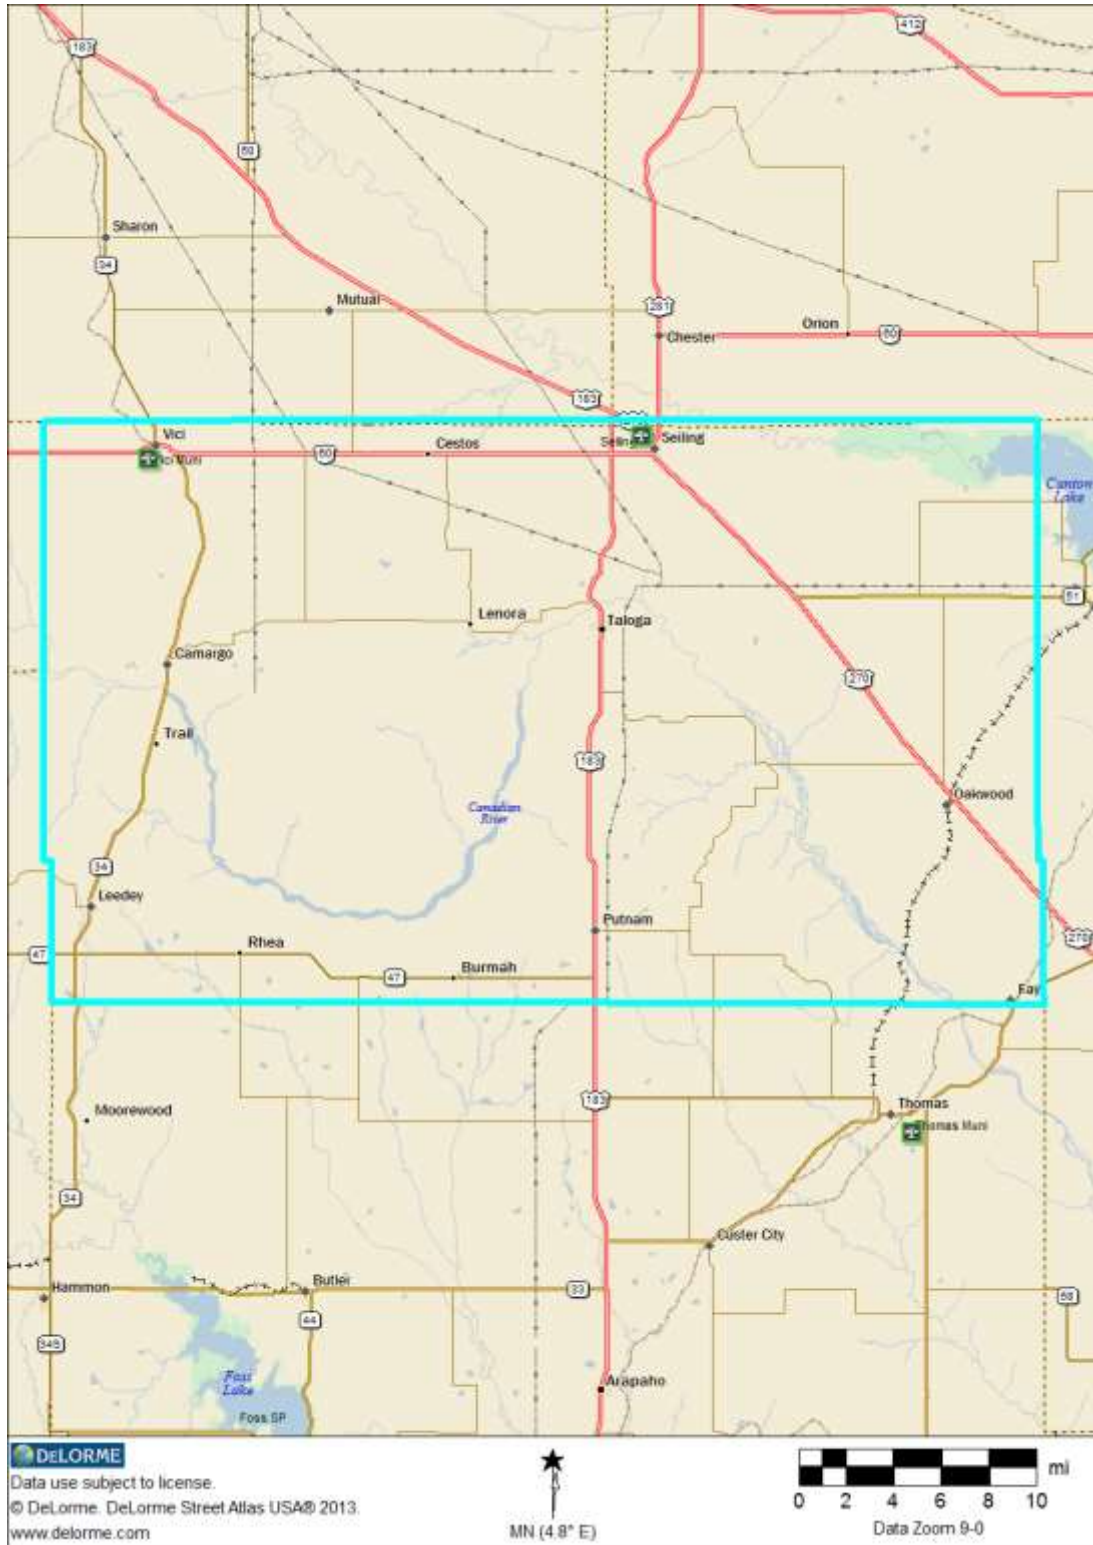 183
412
50
Sharon
34
Mutual
281
Orion
60
Chester
183
Vici
Cestos
Seiling
60
Canton
Lake
Lenora
Taloga
51
Camargo
270
Trail
183
Canadian
River
Oakwood
34
Leedey
Putnam
270
47
Rhea
47
Burmah
Fay
183
Thomas
Moorewood
Thomas Muni
34
Custer City
Hammon
Butler
33
58
44
34B
Foss
Lake
Arapaho
Foss SP
DELORME
Data use subject to license.
© DeLorme. DeLorme Street Atlas USA® 2013.
www.delorme.com
MN (4.8° E)
mi
0 2 4 6 8 10
Data Zoom 9-0